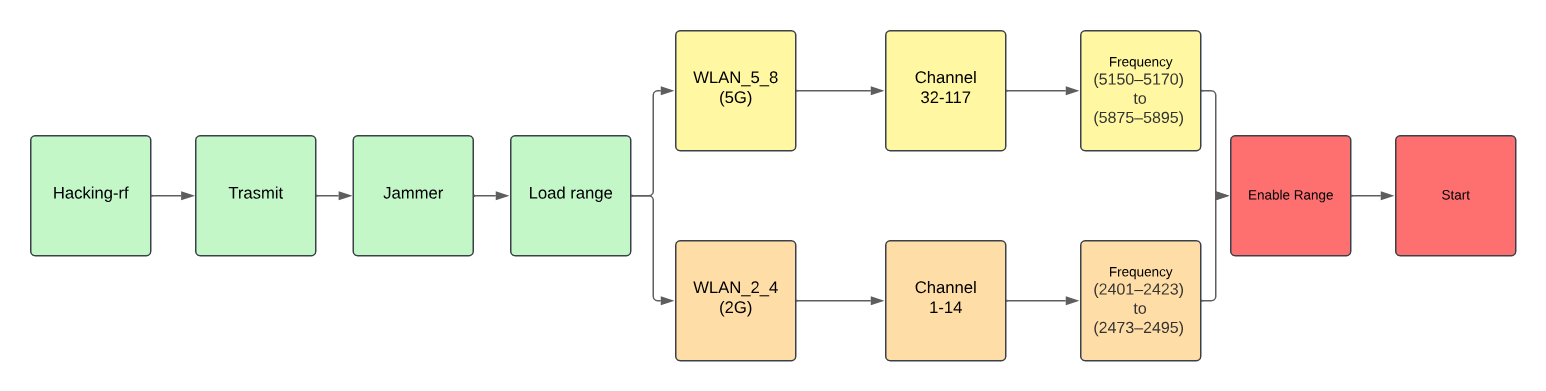 Hacking-rf
Trasmit
Jammer
Load range
WLAN_5_8
(5G)
Channel
32-117
Frequency
(5150–5170)
to
(5875–5895)
WLAN_2_4
(2G)
Channel
1-14
Frequency
(2401–2423)
to
(2473–2495)
Enable Range
Start